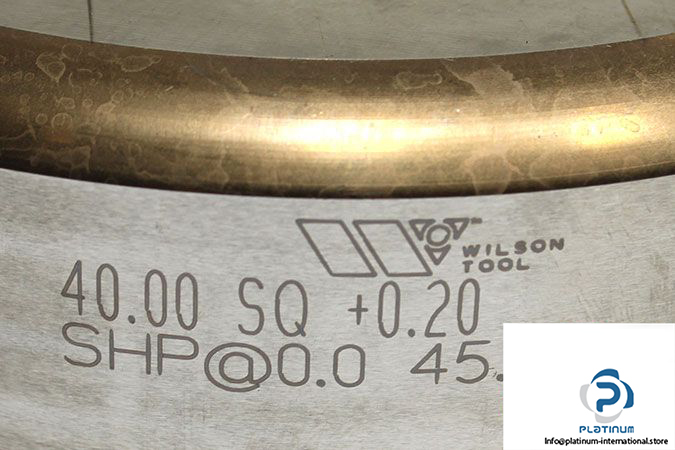 WILSON
TOOL
40.00 SQ +0.20
SHP@0.0 45.
PLATINUM
Info@platinum-international.store